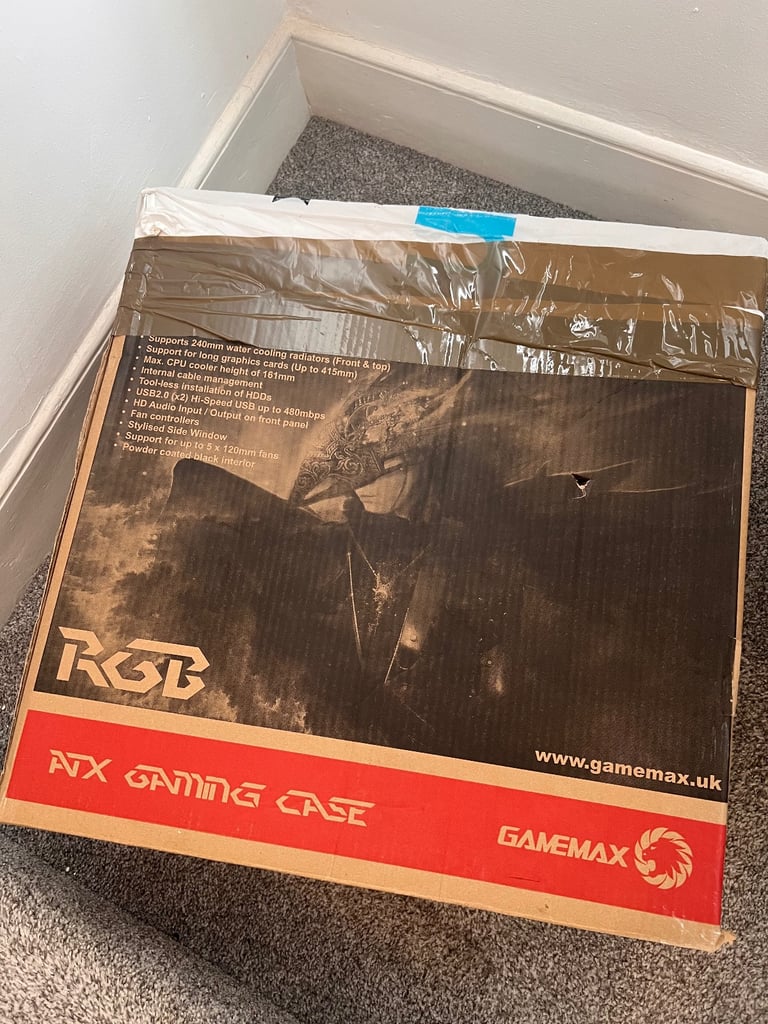 • Supports 240mm water cooling radiators (Front & top)
• Support for long graphics cards (Up to 415mm)
• Max. CPU cooler height of 161mm
• Internal cable management
• Tool-less installation of HDDs
• USB2.0 (x2) Hi-Speed USB up to 480mbps
• HD Audio Input / Output on front panel
• Fan controllers
• Stylised Side Window
• Support for up to 5 x 120mm fans
• Powder coated black interior
RGB
www.gamemax.uk
ATX GAMING CASE
GAMEMAX